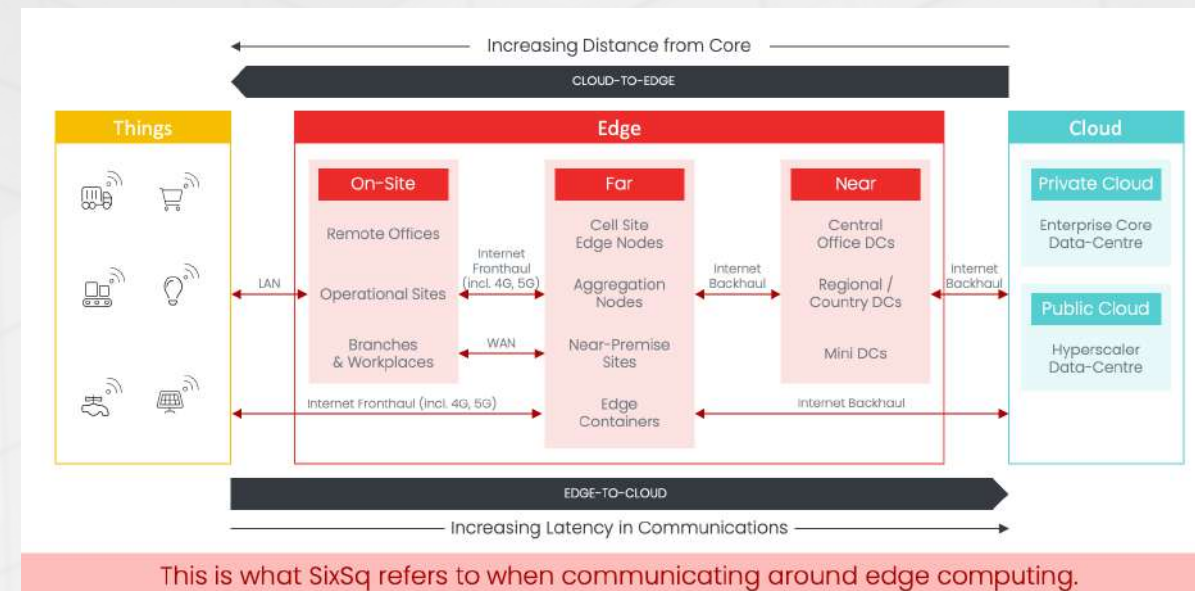 Increasing Distance from Core
CLOUD-TO-EDGE
Things
Edge
Cloud
On-Site
Remote Offices
Operational Sites
Branches
& Workplaces
Far
Cell Site
Edge Nodes
Aggregation
Nodes
Near-Premise
Sites
Edge
Containers
Near
Central
Office DCs
Regional /
Country DCs
Mini DCs
Private Cloud
Enterprise Core
Data-Centre
Public Cloud
Hyperscaler
Data-Centre
LAN
Internet
Fronthaul
(incl. 4G, 5G)
WAN
Internet
Backhaul
Internet
Backhaul
Internet Fronthaul (incl. 4G, 5G)
Internet Backhaul
EDGE-TO-CLOUD
Increasing Latency in Communications
This is what SixSq refers to when communicating around edge computing.